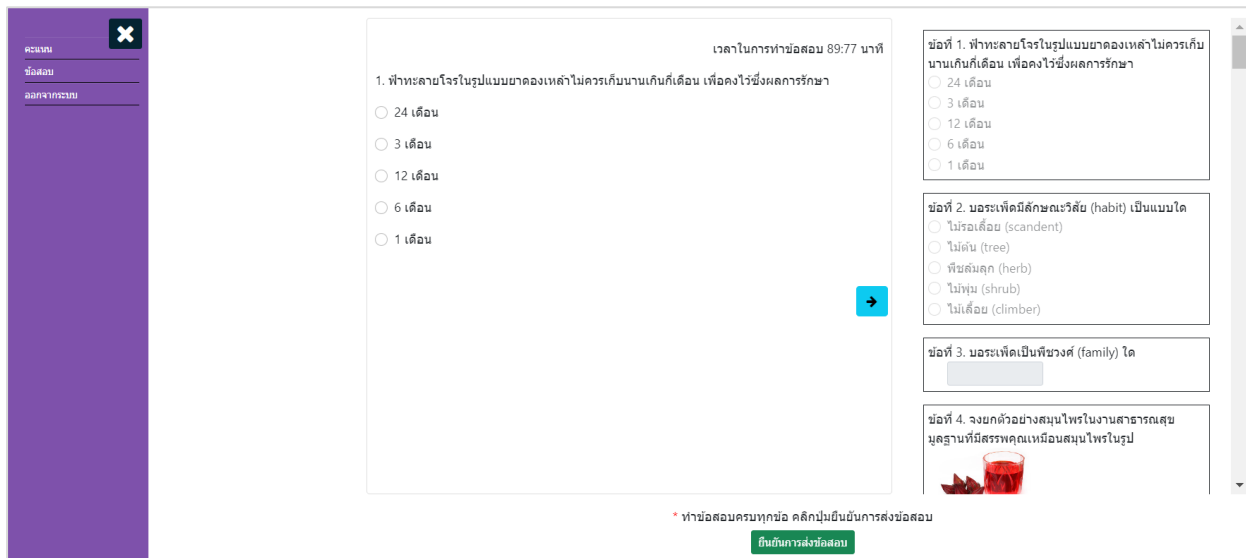 คะแนน
ข้อสอบ
ออกจากระบบ
เวลาในการทำข้อสอบ 89:77 นาที
1. ฟ้าทะลายโจรในรูปแบบยาดองเหล้าไม่ควรเก็บนานเกินกี่เดือน เพื่อคงไว้ซึ่งผลการรักษา
24 เดือน
3 เดือน
12 เดือน
6 เดือน
1 เดือน
ข้อที่ 1. ฟ้าทะลายโจรในรูปแบบยาดองเหล้าไม่ควรเก็บ
นานเกินกี่เดือน เพื่อคงไว้ซึ่งผลการรักษา
24 เดือน
3 เดือน
12 เดือน
6 เดือน
1 เดือน
ข้อที่ 2. บอระเพ็ดมีลักษณะวิสัย (habit) เป็นแบบใด
ไม้รอเลื้อย (scandent)
ไม้ต้น (tree)
พืชล้มลุก (herb)
ไม้พุ่ม (shrub)
ไม้เลื้อย (climber)
ข้อที่ 3. บอระเพ็ดเป็นพืชวงศ์ (family) ใด
ข้อที่ 4. จงยกตัวอย่างสมุนไพรในงานสาธารณสุข
มูลฐานที่มีสรรพคุณเหมือนสมุนไพรในรูป
* ทำข้อสอบครบทุกข้อ คลิกปุ่มยืนยันการส่งข้อสอบ
ยืนยันการส่งข้อสอบ